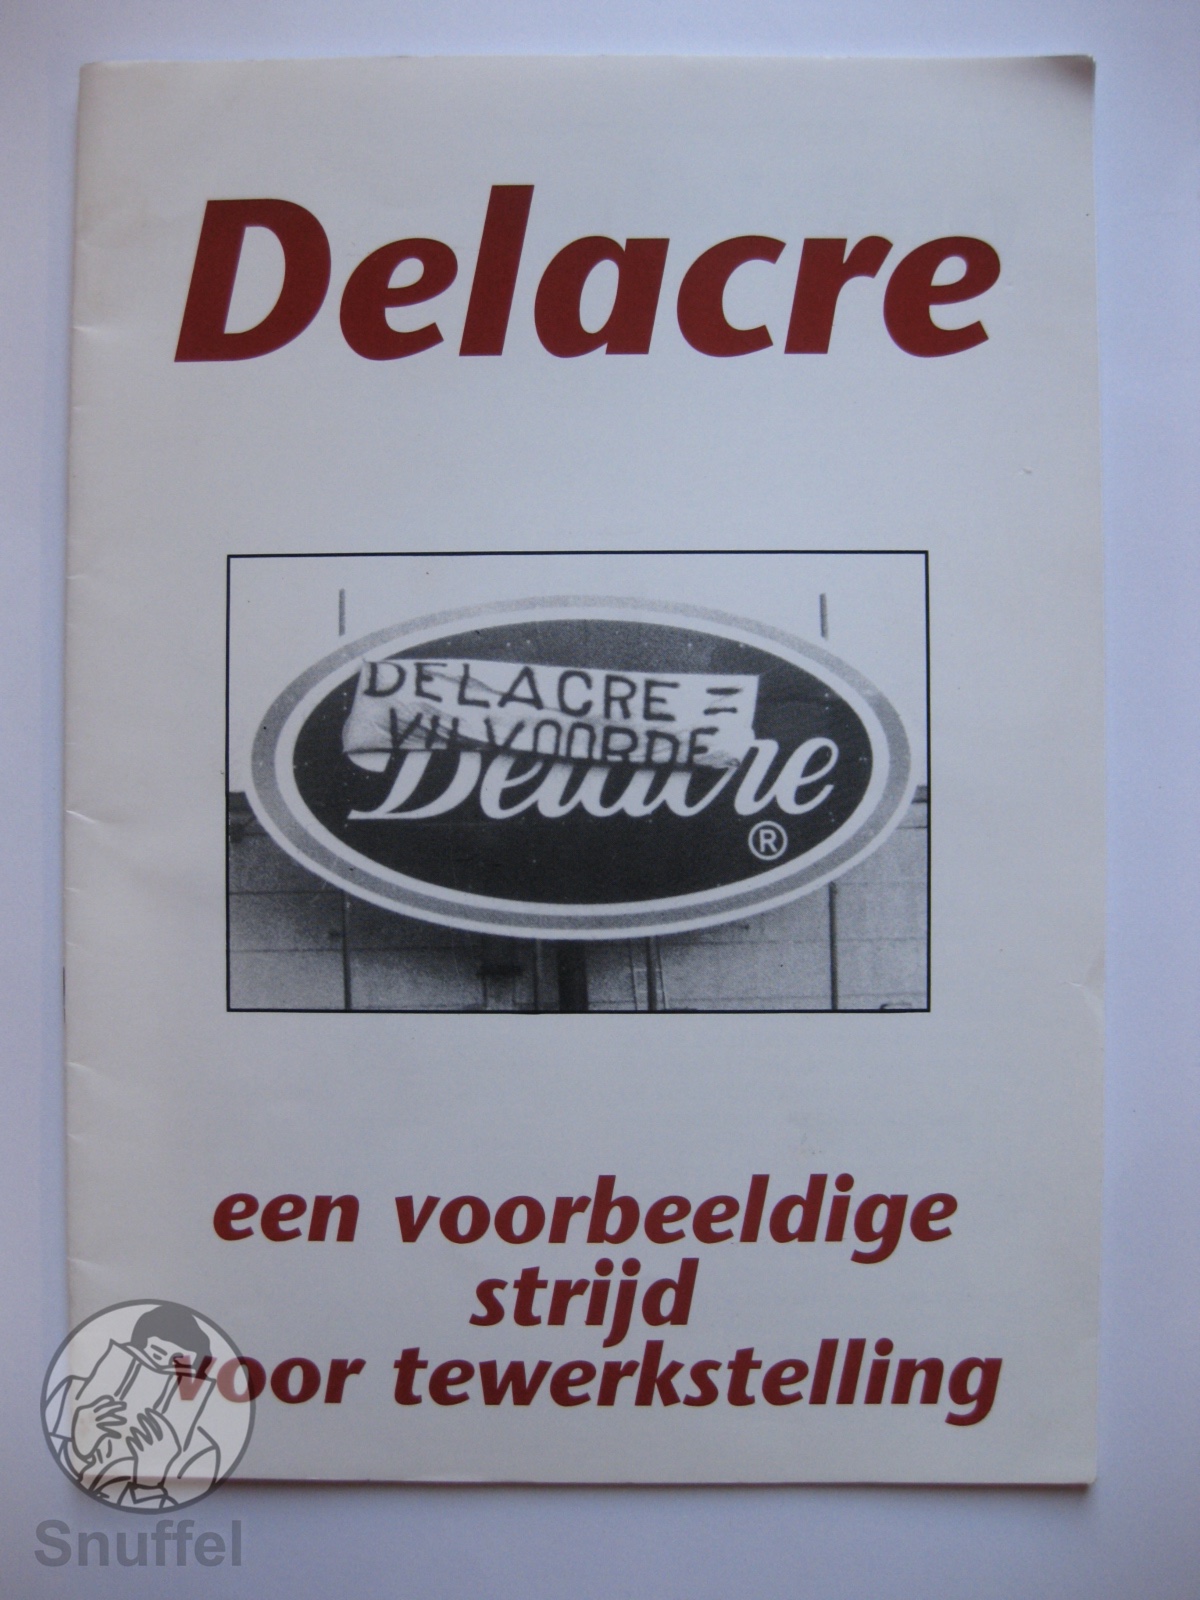 Delacre
DELACRE =
VILVOORDE
Delacre
®
een voorbeeldige
strijd
voor tewerkstelling
Snuffel